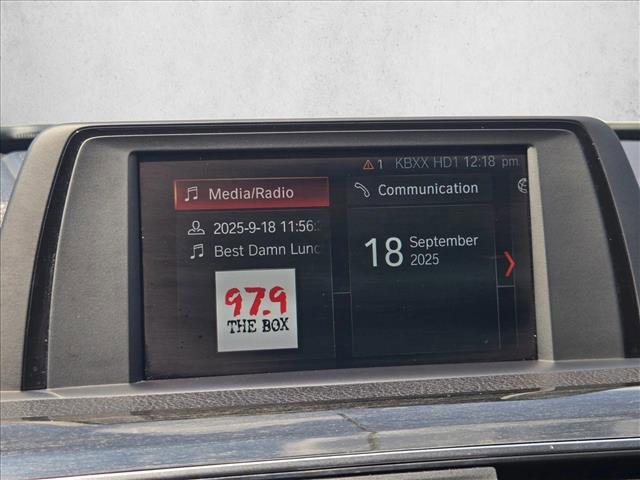 1 KBXX HD1 12:18 pm
Media/Radio
Communication
2025-9-18 11:56:
Best Damn Lunc
97.9
THE BOX
18 September
2025